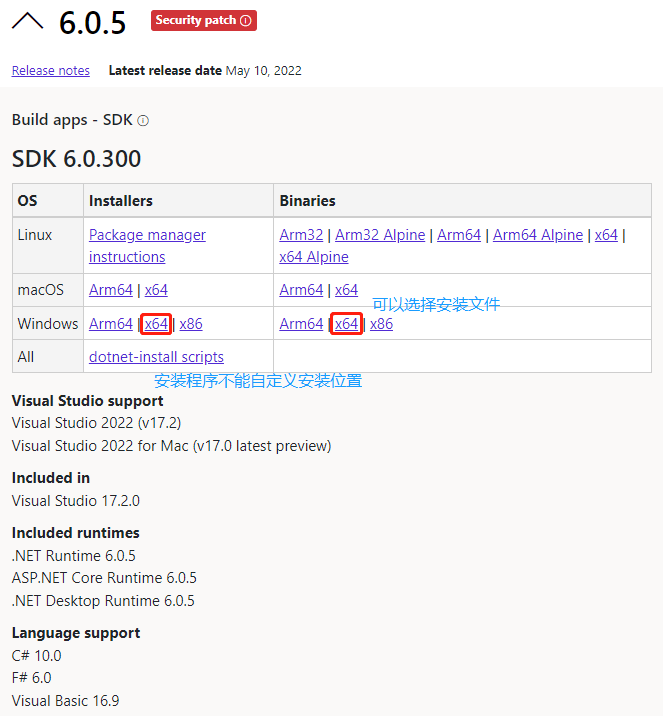 6.0.5 Security patch
Release notes Latest release date May 10, 2022
Build apps - SDK
SDK 6.0.300
OS Installers Binaries
Linux Package manager instructions Arm32 | Arm32 Alpine | Arm64 | Arm64 Alpine | x64 | x64 Alpine
macOS Arm64 | x64 Arm64 | x64
可以选择安装文件
Windows Arm64 | x64 | x86 Arm64 | x64 | x86
All dotnet-install scripts
安装程序不能自定义安装位置
Visual Studio support
Visual Studio 2022 (v17.2)
Visual Studio 2022 for Mac (v17.0 latest preview)
Included in
Visual Studio 17.2.0
Included runtimes
.NET Runtime 6.0.5
ASP.NET Core Runtime 6.0.5
.NET Desktop Runtime 6.0.5
Language support
C# 10.0
F# 6.0
Visual Basic 16.9